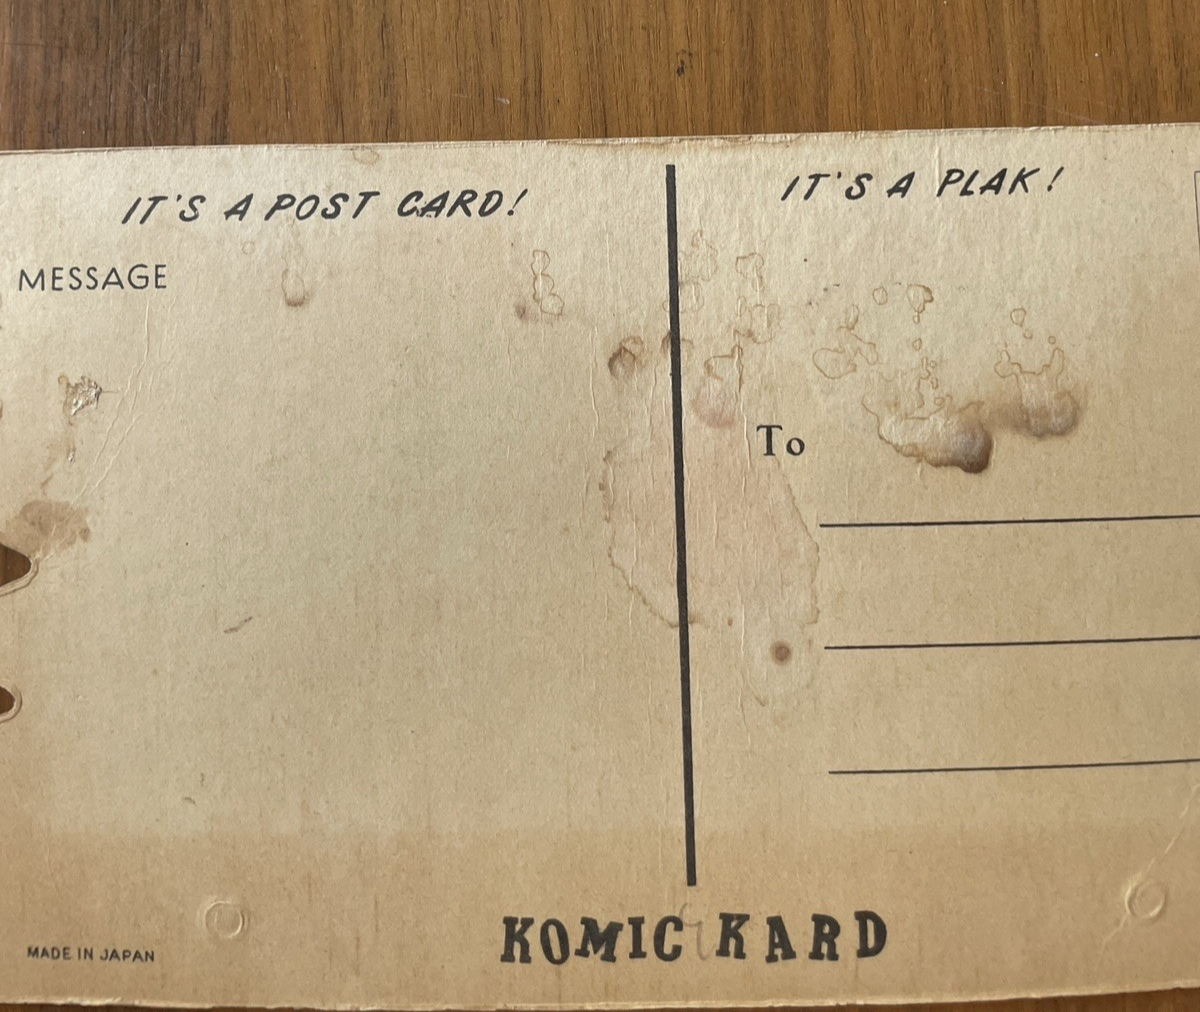 IT'S A POST CARD!
IT'S A PLAK!
MESSAGE
To
KOMIC KARD
MADE IN JAPAN